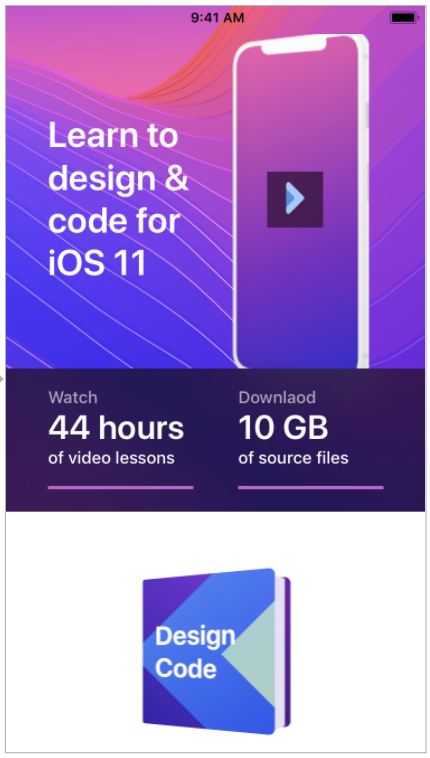 9:41 AM
Learn to
design &
code for
iOS 11
Watch
44 hours
of video lessons
Downlaod
10 GB
of source files
Design
Code